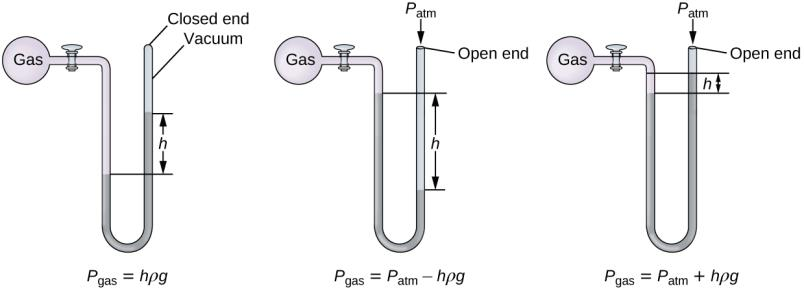 Closed end
Vacuum
Gas
h
P_gas = hρg
P_atm
Open end
Gas
h
P_gas = P_atm − hρg
P_atm
Open end
Gas
h
P_gas = P_atm + hρg